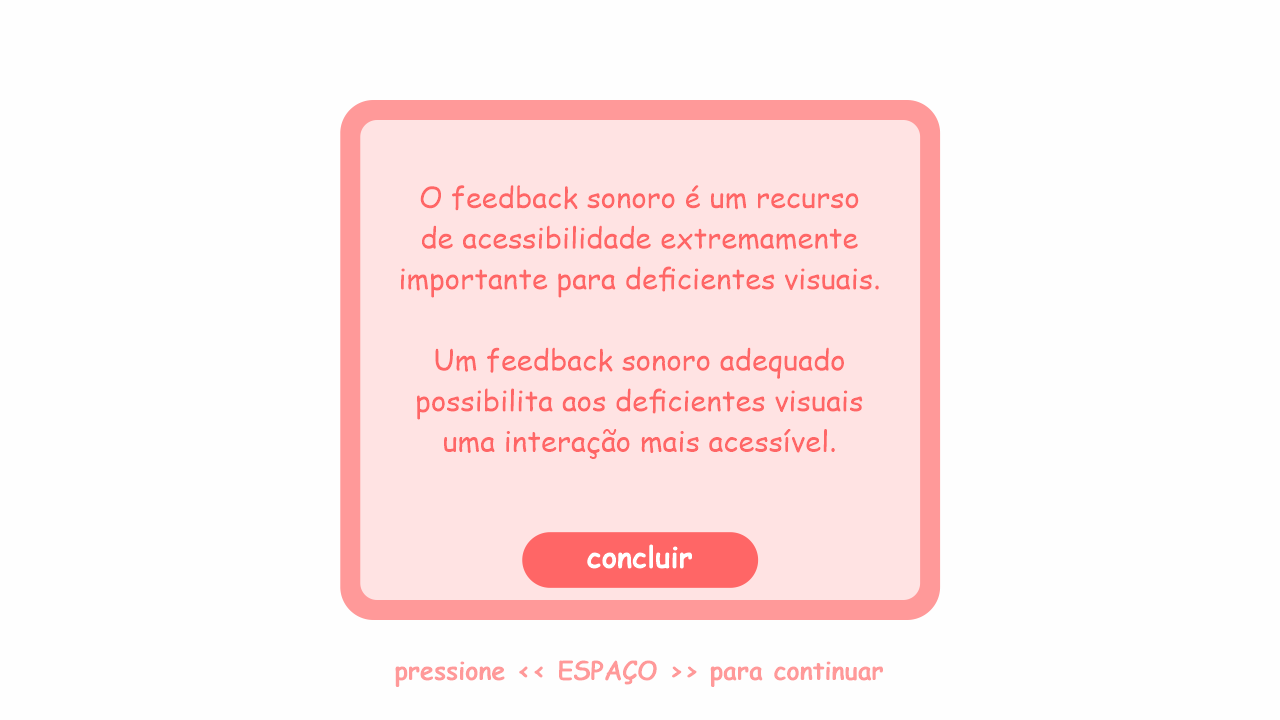 O feedback sonoro é um recurso
de acessibilidade extremamente
importante para deficientes visuais.
Um feedback sonoro adequado
possibilita aos deficientes visuais
uma interação mais acessível.
concluir
pressione << ESPAÇO >> para continuar